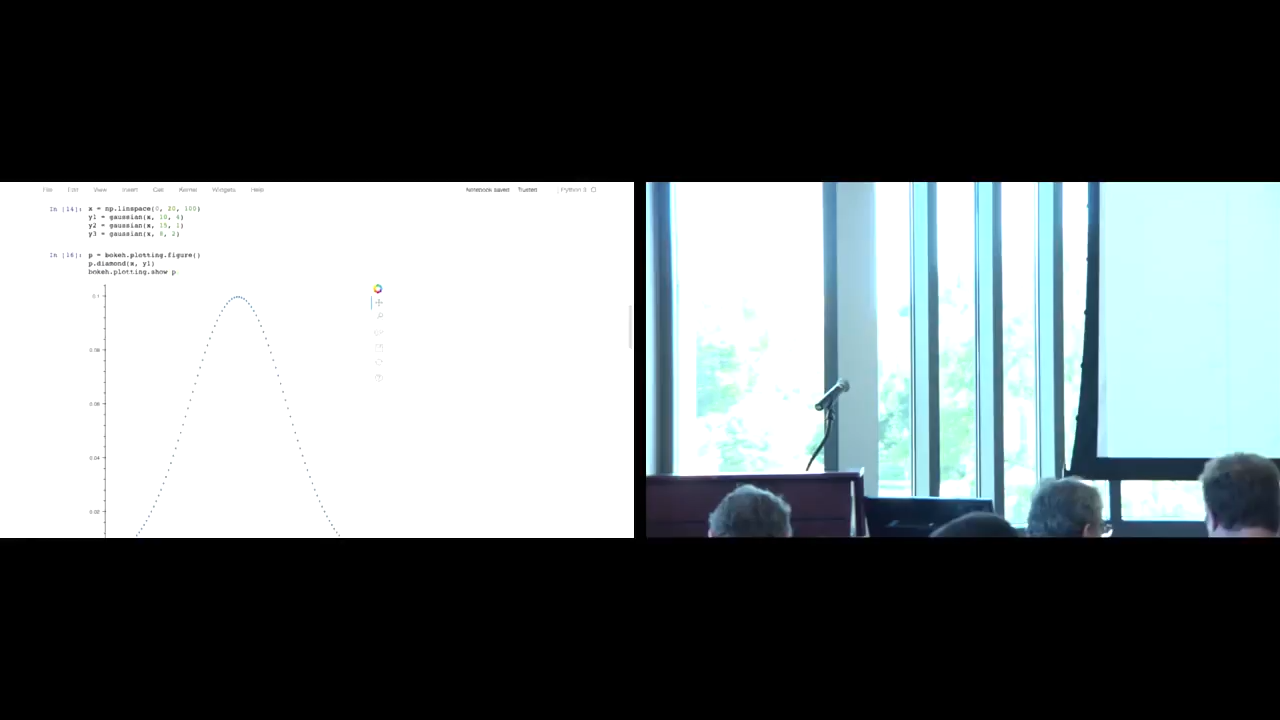 File Edit View Insert Cell Kernel Widgets Help Notebook saved Trusted | Python 3
In [14]: x = np.linspace(0, 20, 100)
y1 = gaussian(x, 10, 4)
y2 = gaussian(x, 15, 1)
y3 = gaussian(x, 8, 2)
In [16]: p = bokeh.plotting.figure()
p.diamond(x, y1)
bokeh.plotting.show p
0.1
0.08
0.06
0.04
0.02